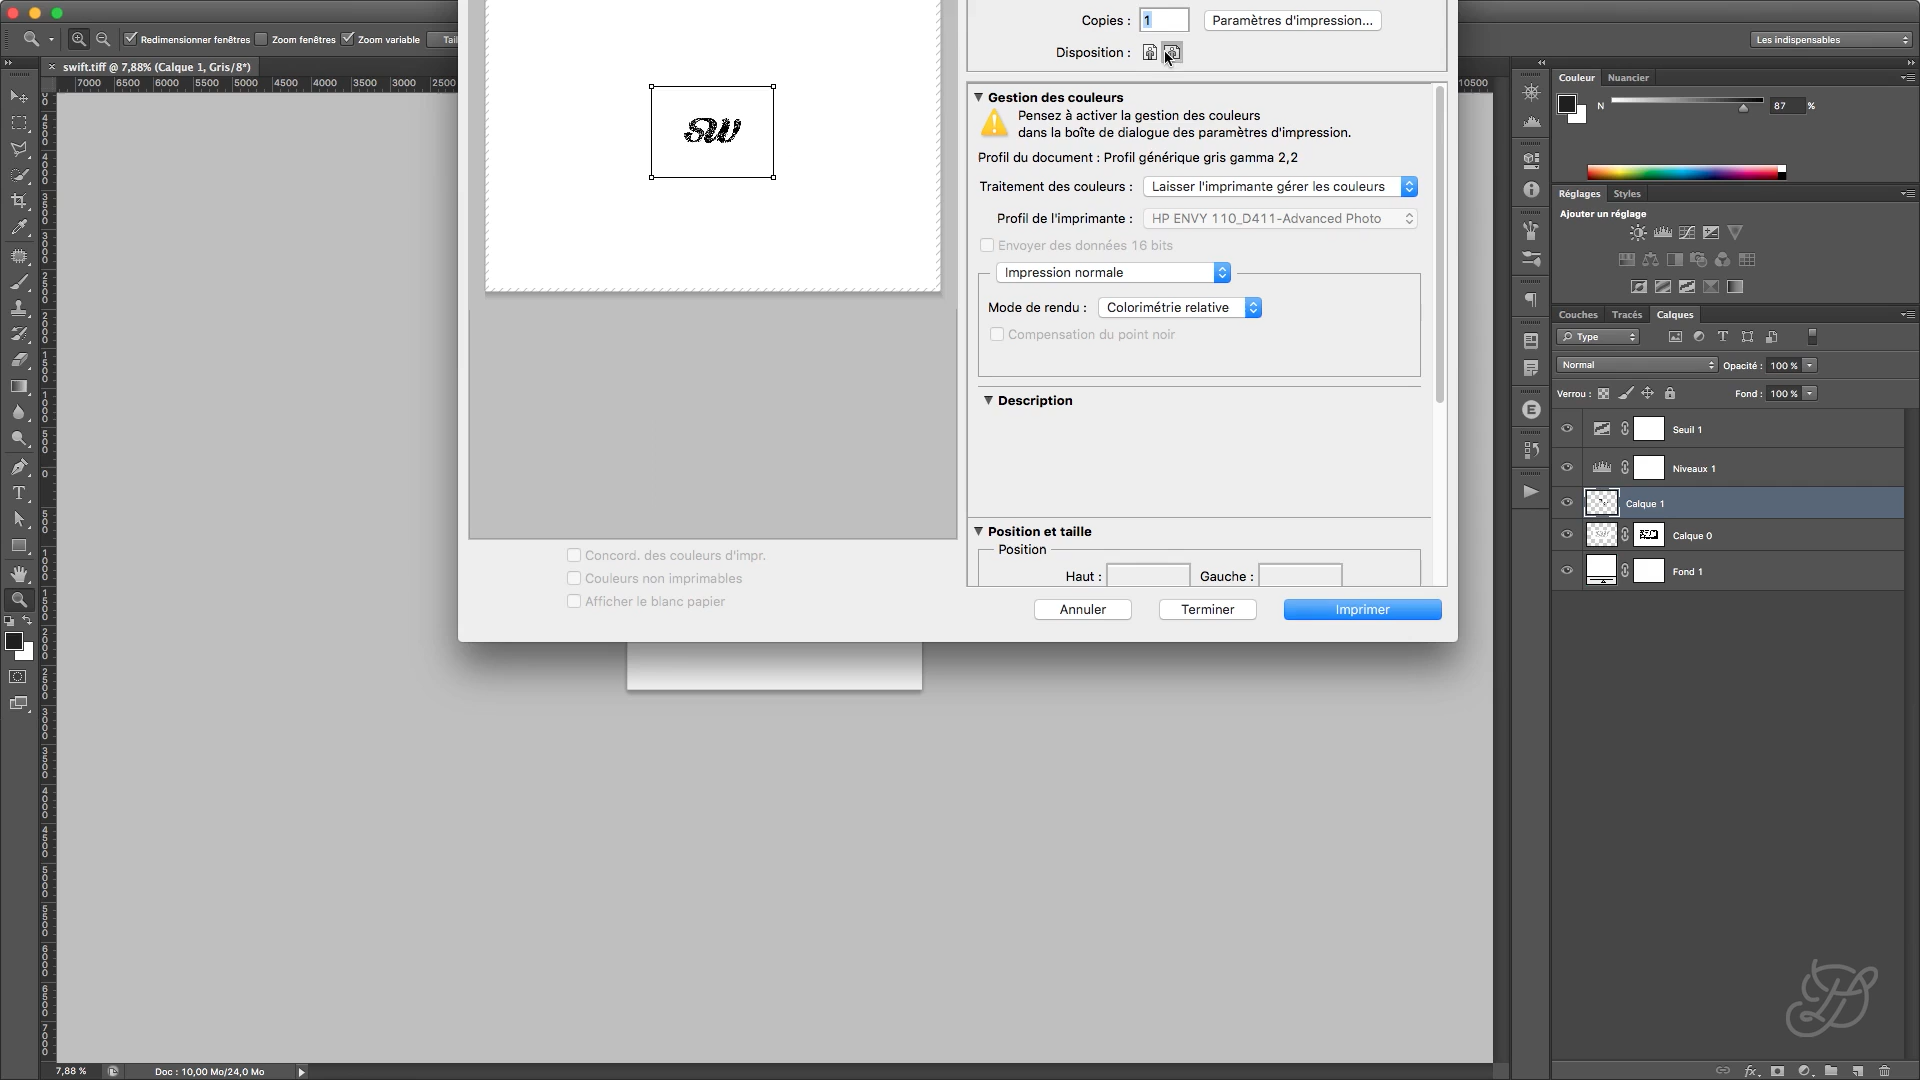 Redimensionner fenêtres
Zoom fenêtres
Zoom variable
Tail
Les indispensables
× swift.tiff @ 7,88% (Calque 1, Gris/8*)
7000 6500 6000 5500 5000 4500 4000 3500 3000 2500
10500
Copies : 1
Paramètres d'impression...
Disposition :
sw
Gestion des couleurs
Pensez à activer la gestion des couleurs
dans la boîte de dialogue des paramètres d'impression.
Profil du document : Profil générique gris gamma 2,2
Traitement des couleurs : Laisser l'imprimante gérer les couleurs
Profil de l'imprimante : HP ENVY 110_D411-Advanced Photo
Envoyer des données 16 bits
Impression normale
Mode de rendu : Colorimétrie relative
Compensation du point noir
Description
Position et taille
Position
Haut : Gauche :
Concord. des couleurs d'impr.
Couleurs non imprimables
Afficher le blanc papier
Annuler Terminer Imprimer
Couleur Nuancier
N 87 %
Réglages Styles
Ajouter un réglage
Couches Tracés Calques
Type
Normal Opacité : 100 %
Verrou : Fond : 100 %
Seuil 1
Niveaux 1
Calque 1
Calque 0
Fond 1
7,88 % Doc : 10,00 Mo/24,0 Mo